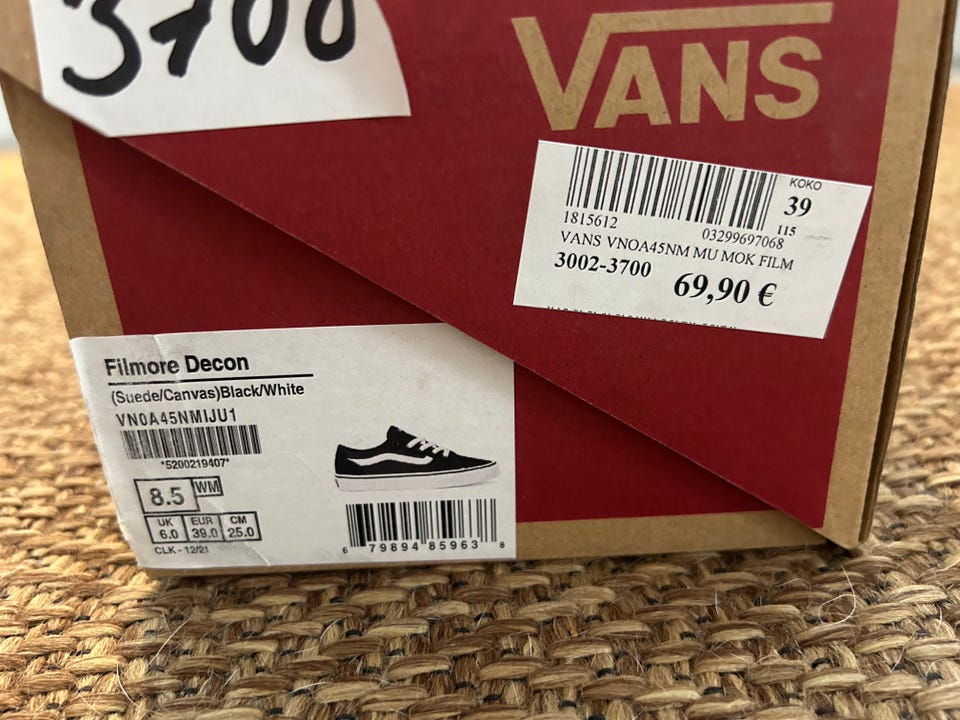 3700
VANS
KOKO
39
1815612
03299697068
115
VANS VNOA45NM MU MOK FILM
3002-3700
69,90 €
Filmore Decon
(Suede/Canvas)Black/White
VN0A45NMIJU1
*5200219407*
8.5 WM
UK EUR CM
6.0 39.0 25.0
CLK - 12/21
6 79894 85963 8